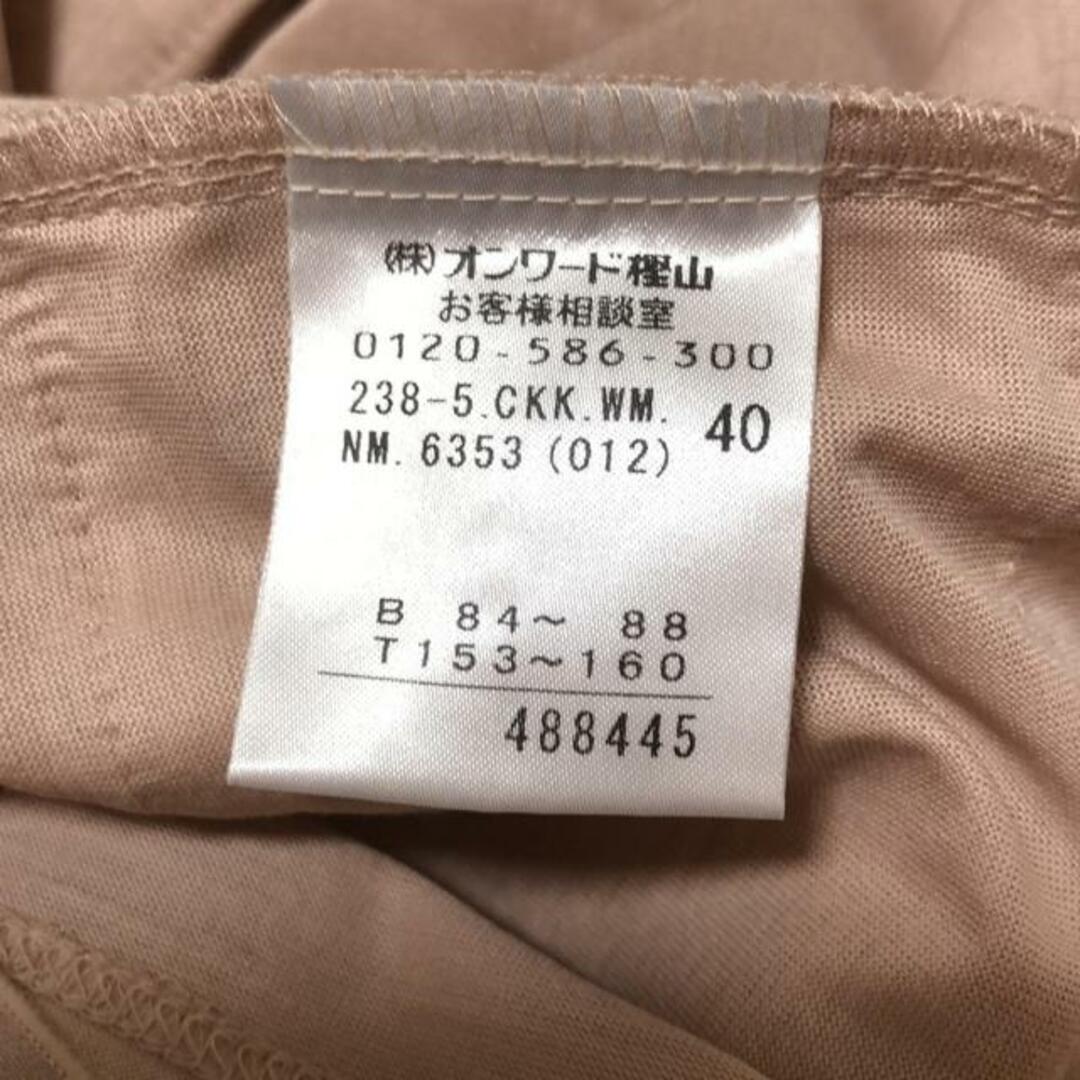 (株)オンワード樫山
お客様相談室
0120-586-300
238-5.CKK.WM. 40
NM. 6353 (012)
B 84～ 88
T153～160
488445